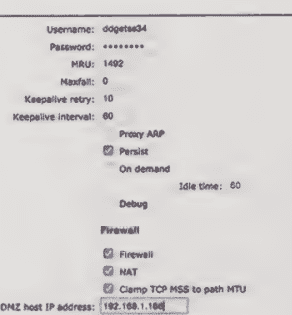 Username: ddgetse34
Password: ********
MRU: 1492
Maxfail: 0
Keepalive retry: 10
Keepalive interval: 60
Proxy ARP
Persist
On demand
Idle time: 60
Debug
Firewall
Firewall
NAT
Clamp TCP MSS to path MTU
DMZ host IP address: 192.168.1.166